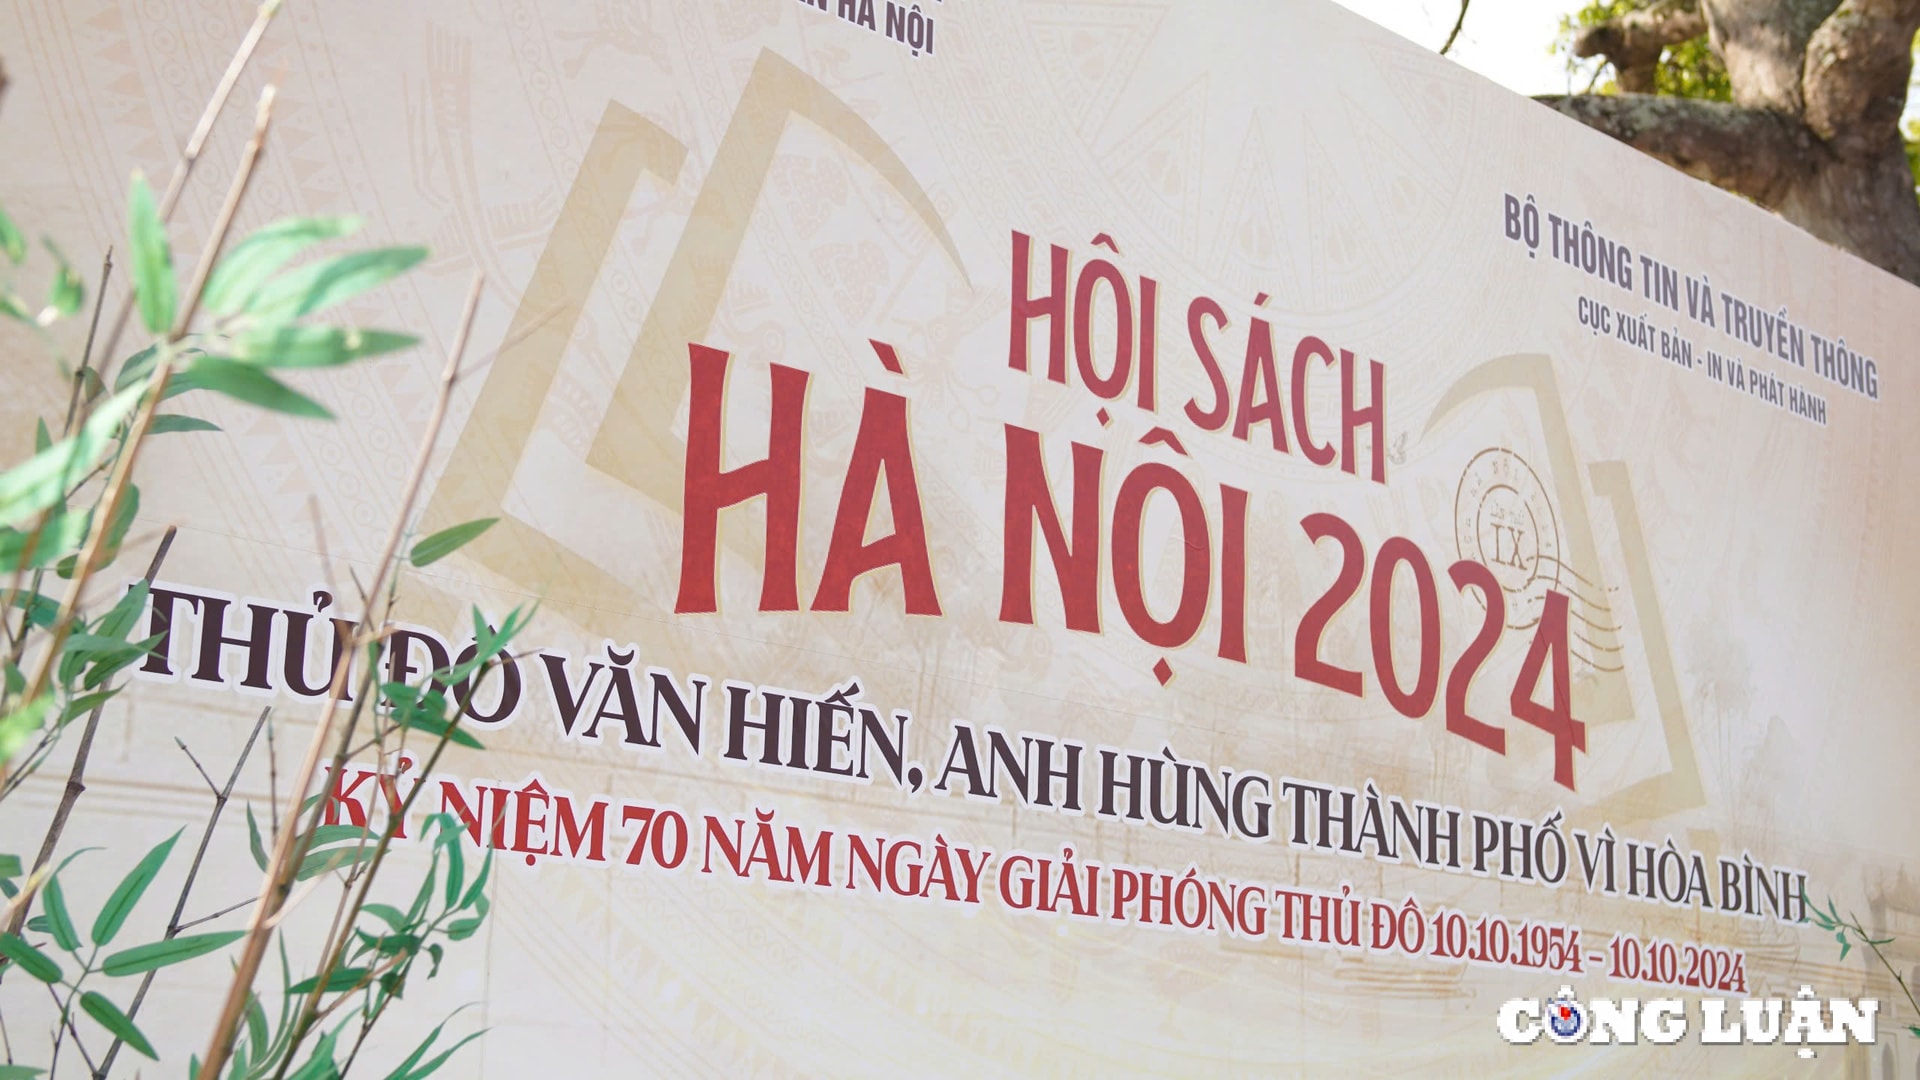 HÀ NỘI
BỘ THÔNG TIN VÀ TRUYỀN THÔNG
CỤC XUẤT BẢN - IN VÀ PHÁT HÀNH
HỘI SÁCH
HÀ NỘI 2024
IX
THỦ ĐÔ VĂN HIẾN, ANH HÙNG THÀNH PHỐ VÌ HÒA BÌNH
KỶ NIỆM 70 NĂM NGÀY GIẢI PHÓNG THỦ ĐÔ 10.10.1954 - 10.10.2024
CÔNG LUẬN